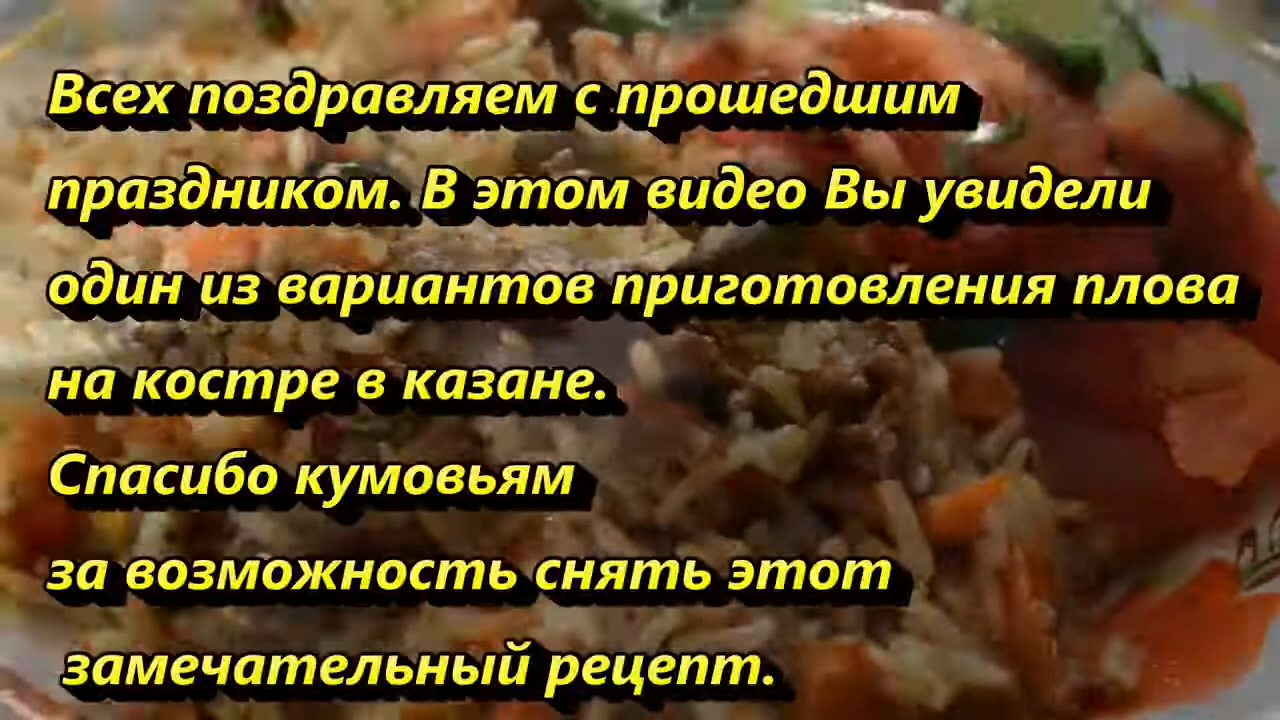 Всех поздравляем с прошедшим
праздником. В этом видео Вы увидели
один из вариантов приготовления плова
на костре в казане.
Спасибо кумовьям
за возможность снять этот
замечательный рецепт.